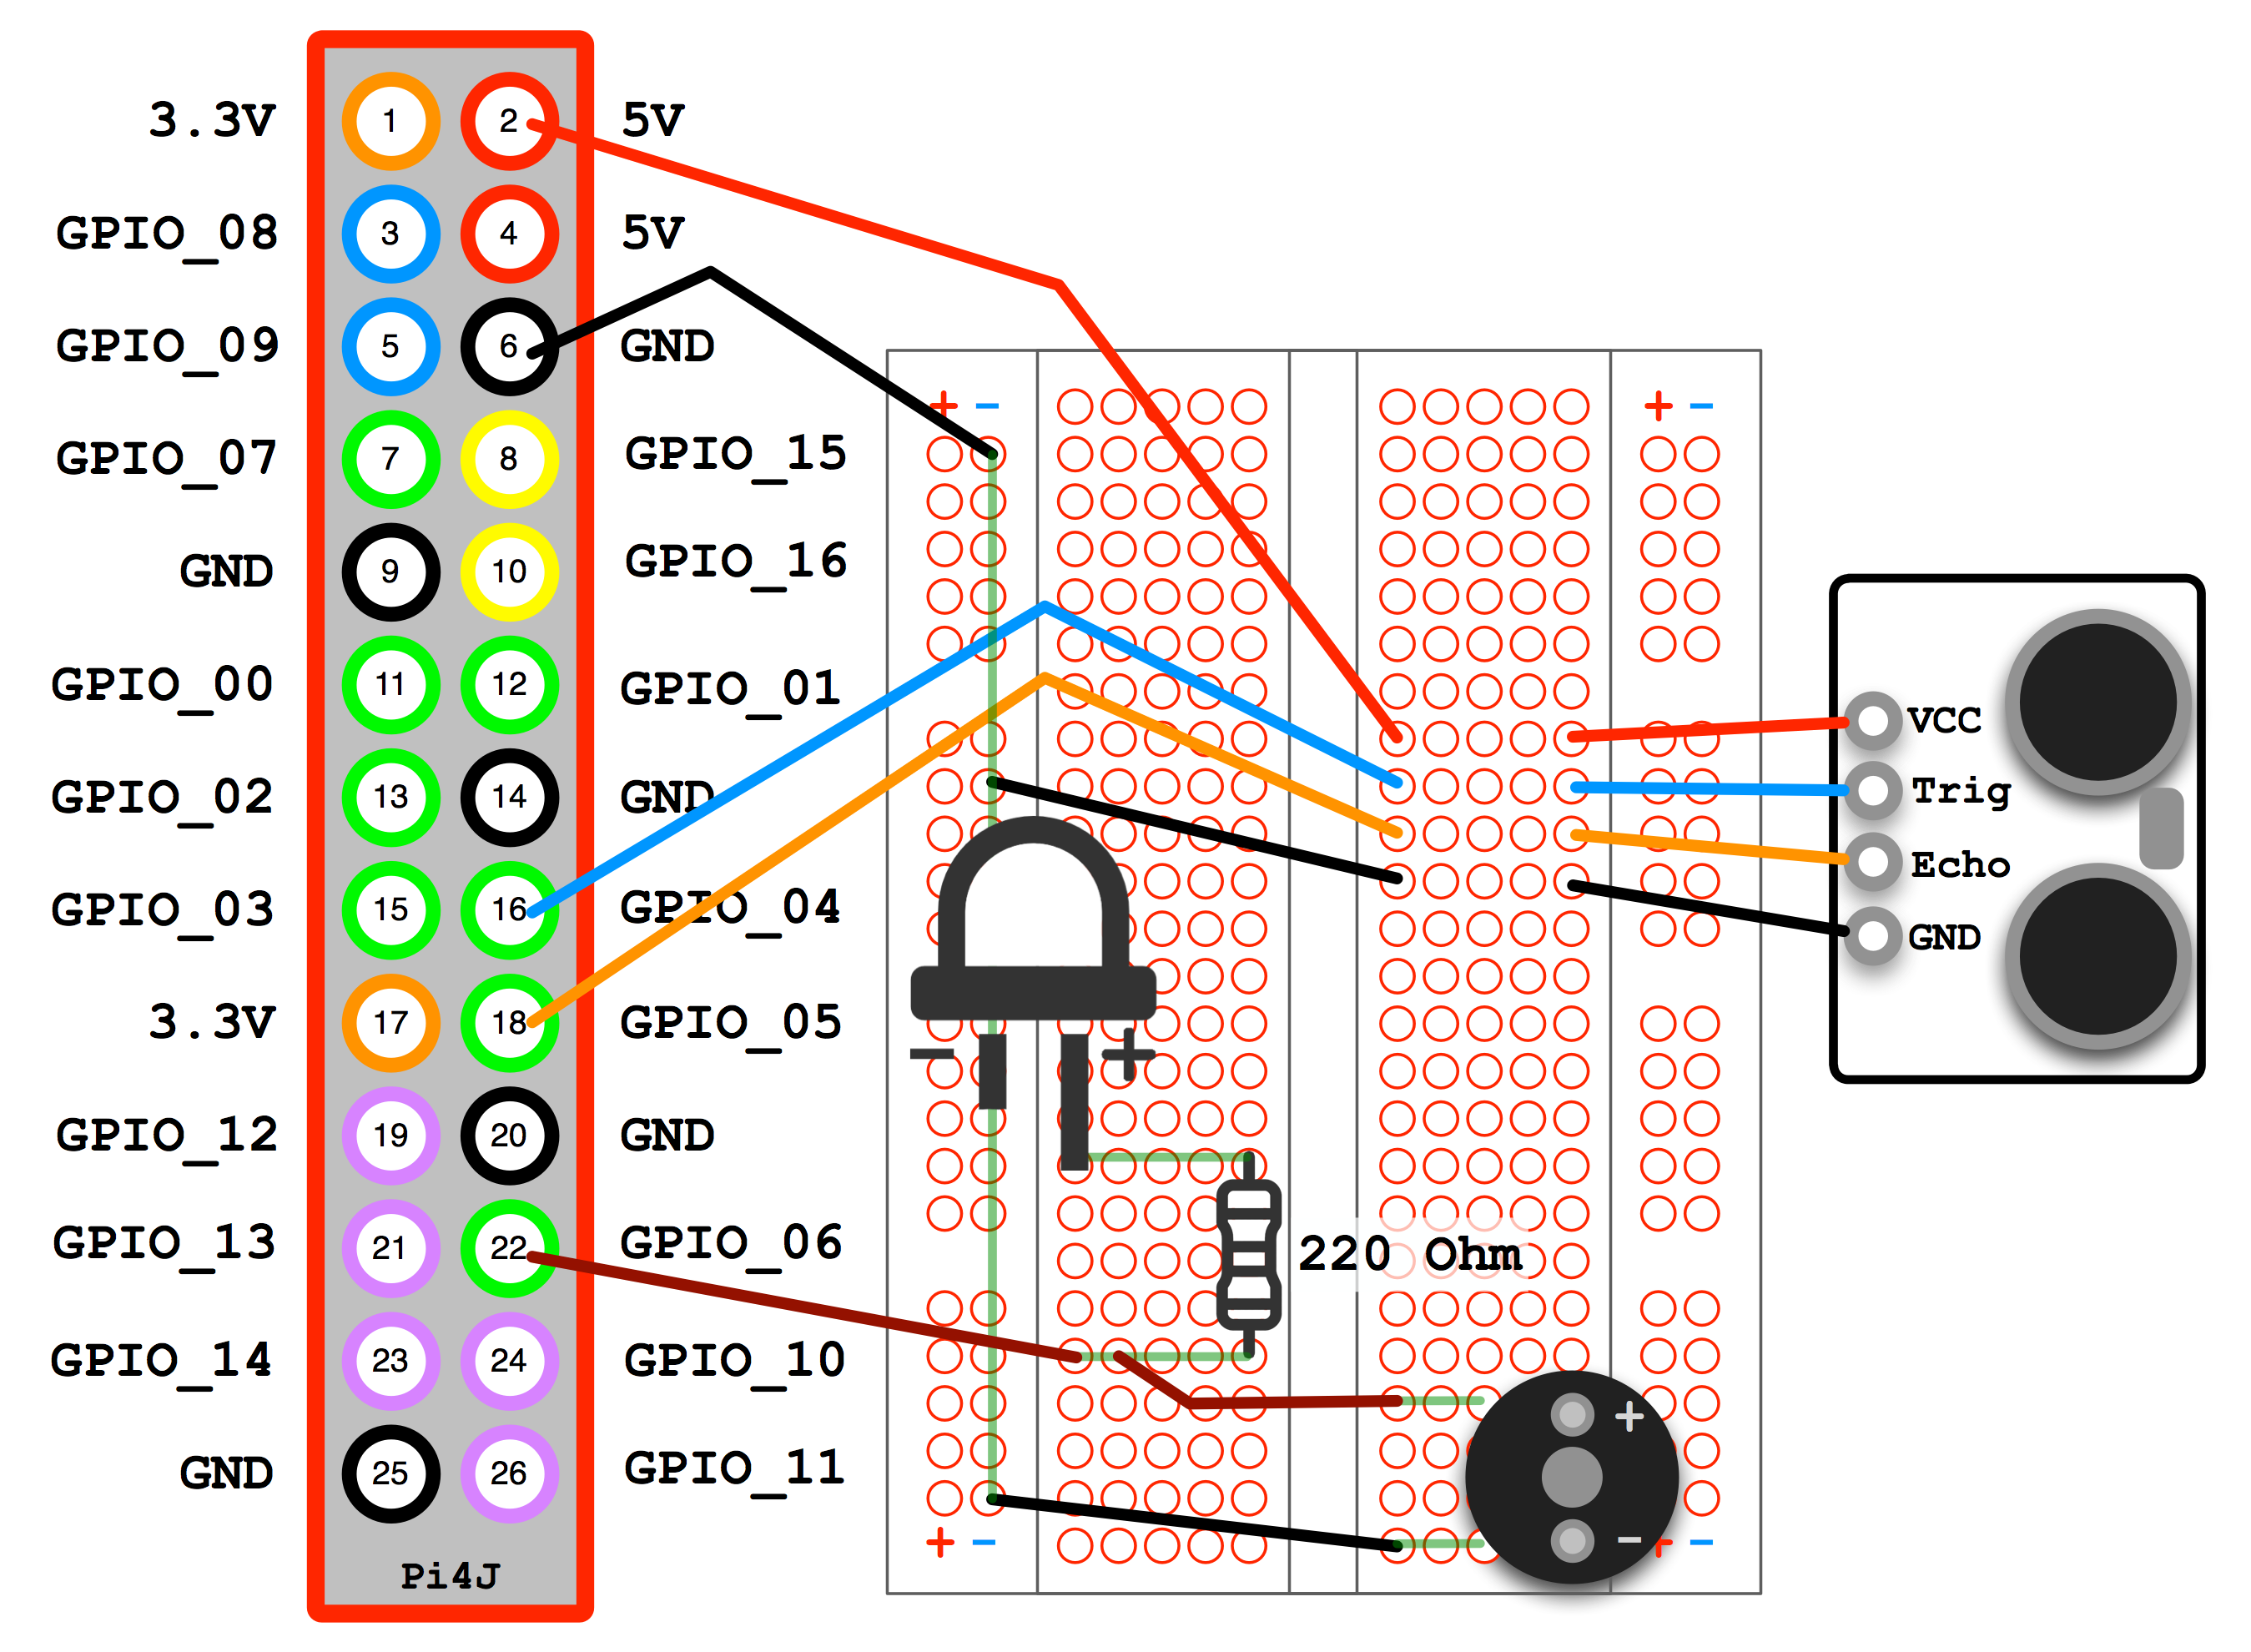 3.3V 1 2 5V
GPIO_08 3 4 5V
GPIO_09 5 6 GND
GPIO_07 7 8 GPIO_15
GND 9 10 GPIO_16
GPIO_00 11 12 GPIO_01
GPIO_02 13 14 GND
GPIO_03 15 16 GPIO_04
3.3V 17 18 GPIO_05
GPIO_12 19 20 GND
GPIO_13 21 22 GPIO_06
GPIO_14 23 24 GPIO_10
GND 25 26 GPIO_11
Pi4J
+ − + −
− +
220 Ohm
+
−
+ − + −
VCC
Trig
Echo
GND